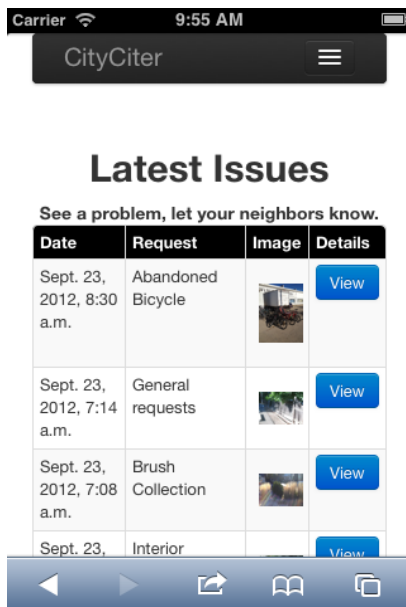 Carrier 9:55 AM
CityCiter
Latest Issues
See a problem, let your neighbors know.
Date Request Image Details
Sept. 23, Abandoned View
2012, 8:30 Bicycle
a.m.
Sept. 23, General View
2012, 7:14 requests
a.m.
Sept. 23, Brush View
2012, 7:08 Collection
a.m.
Sept. 23, Interior View